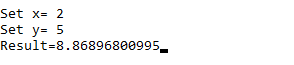 Set x= 2
Set y= 5
Result=8.86896800995